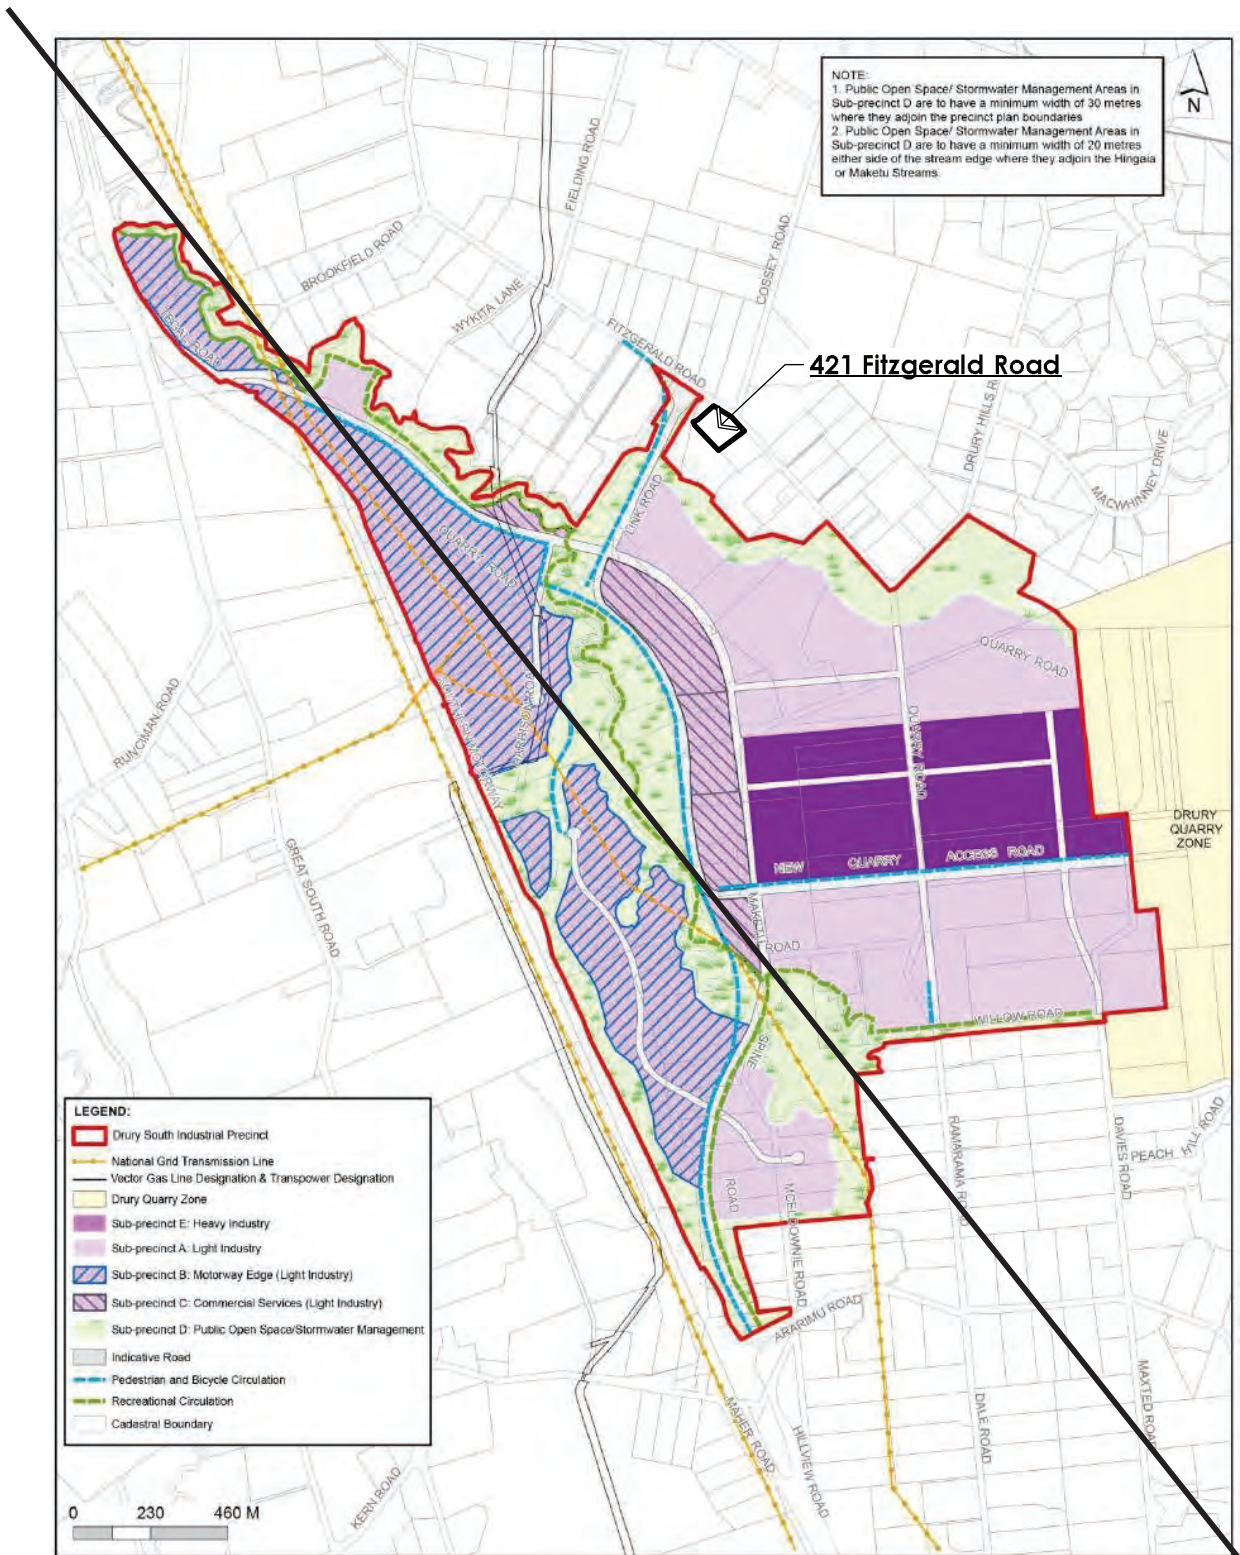 NOTE:
1. Public Open Space/ Stormwater Management Areas in
Sub-precinct D are to have a minimum width of 30 metres
where they adjoin the precinct plan boundaries
2. Public Open Space/ Stormwater Management Areas in
Sub-precinct D are to have a minimum width of 20 metres
either side of the stream edge where they adjoin the Hingaia
or Maketu Streams.
N
FIELDING ROAD
COSSEY ROAD
BROOKFIELD ROAD
WYKITA LANE
FITZGERALD ROAD
421 Fitzgerald Road
DRURY HILLS R
MACWHINNEY DRIVE
LEGAL ROAD
LINK ROAD
QUARRY ROAD
QUARRY ROAD
RUNCIMAN ROAD
HARRISON ROAD
SOUTHERN MOTORWAY
QUARRY ROAD
DRURY
QUARRY
ZONE
GREAT SOUTH ROAD
NEW QUARRY ACCESS ROAD
MAKETU
ROAD
WILLOW ROAD
SPINE
ROAD
RAMARAMA ROAD
DAVIES ROAD
PEACH HILL ROAD
MCELDOWNIE ROAD
ARARIMU ROAD
MAHER ROAD
HILLVIEW ROAD
DALE ROAD
MAXTED ROAD
KERN ROAD
LEGEND:
Drury South Industrial Precinct
National Grid Transmission Line
Vector Gas Line Designation & Transpower Designation
Drury Quarry Zone
Sub-precinct E: Heavy Industry
Sub-precinct A: Light Industry
Sub-precinct B: Motorway Edge (Light Industry)
Sub-precinct C: Commercial Services (Light Industry)
Sub-precinct D: Public Open Space/Stormwater Management
Indicative Road
Pedestrian and Bicycle Circulation
Recreational Circulation
Cadastral Boundary
0 230 460 M